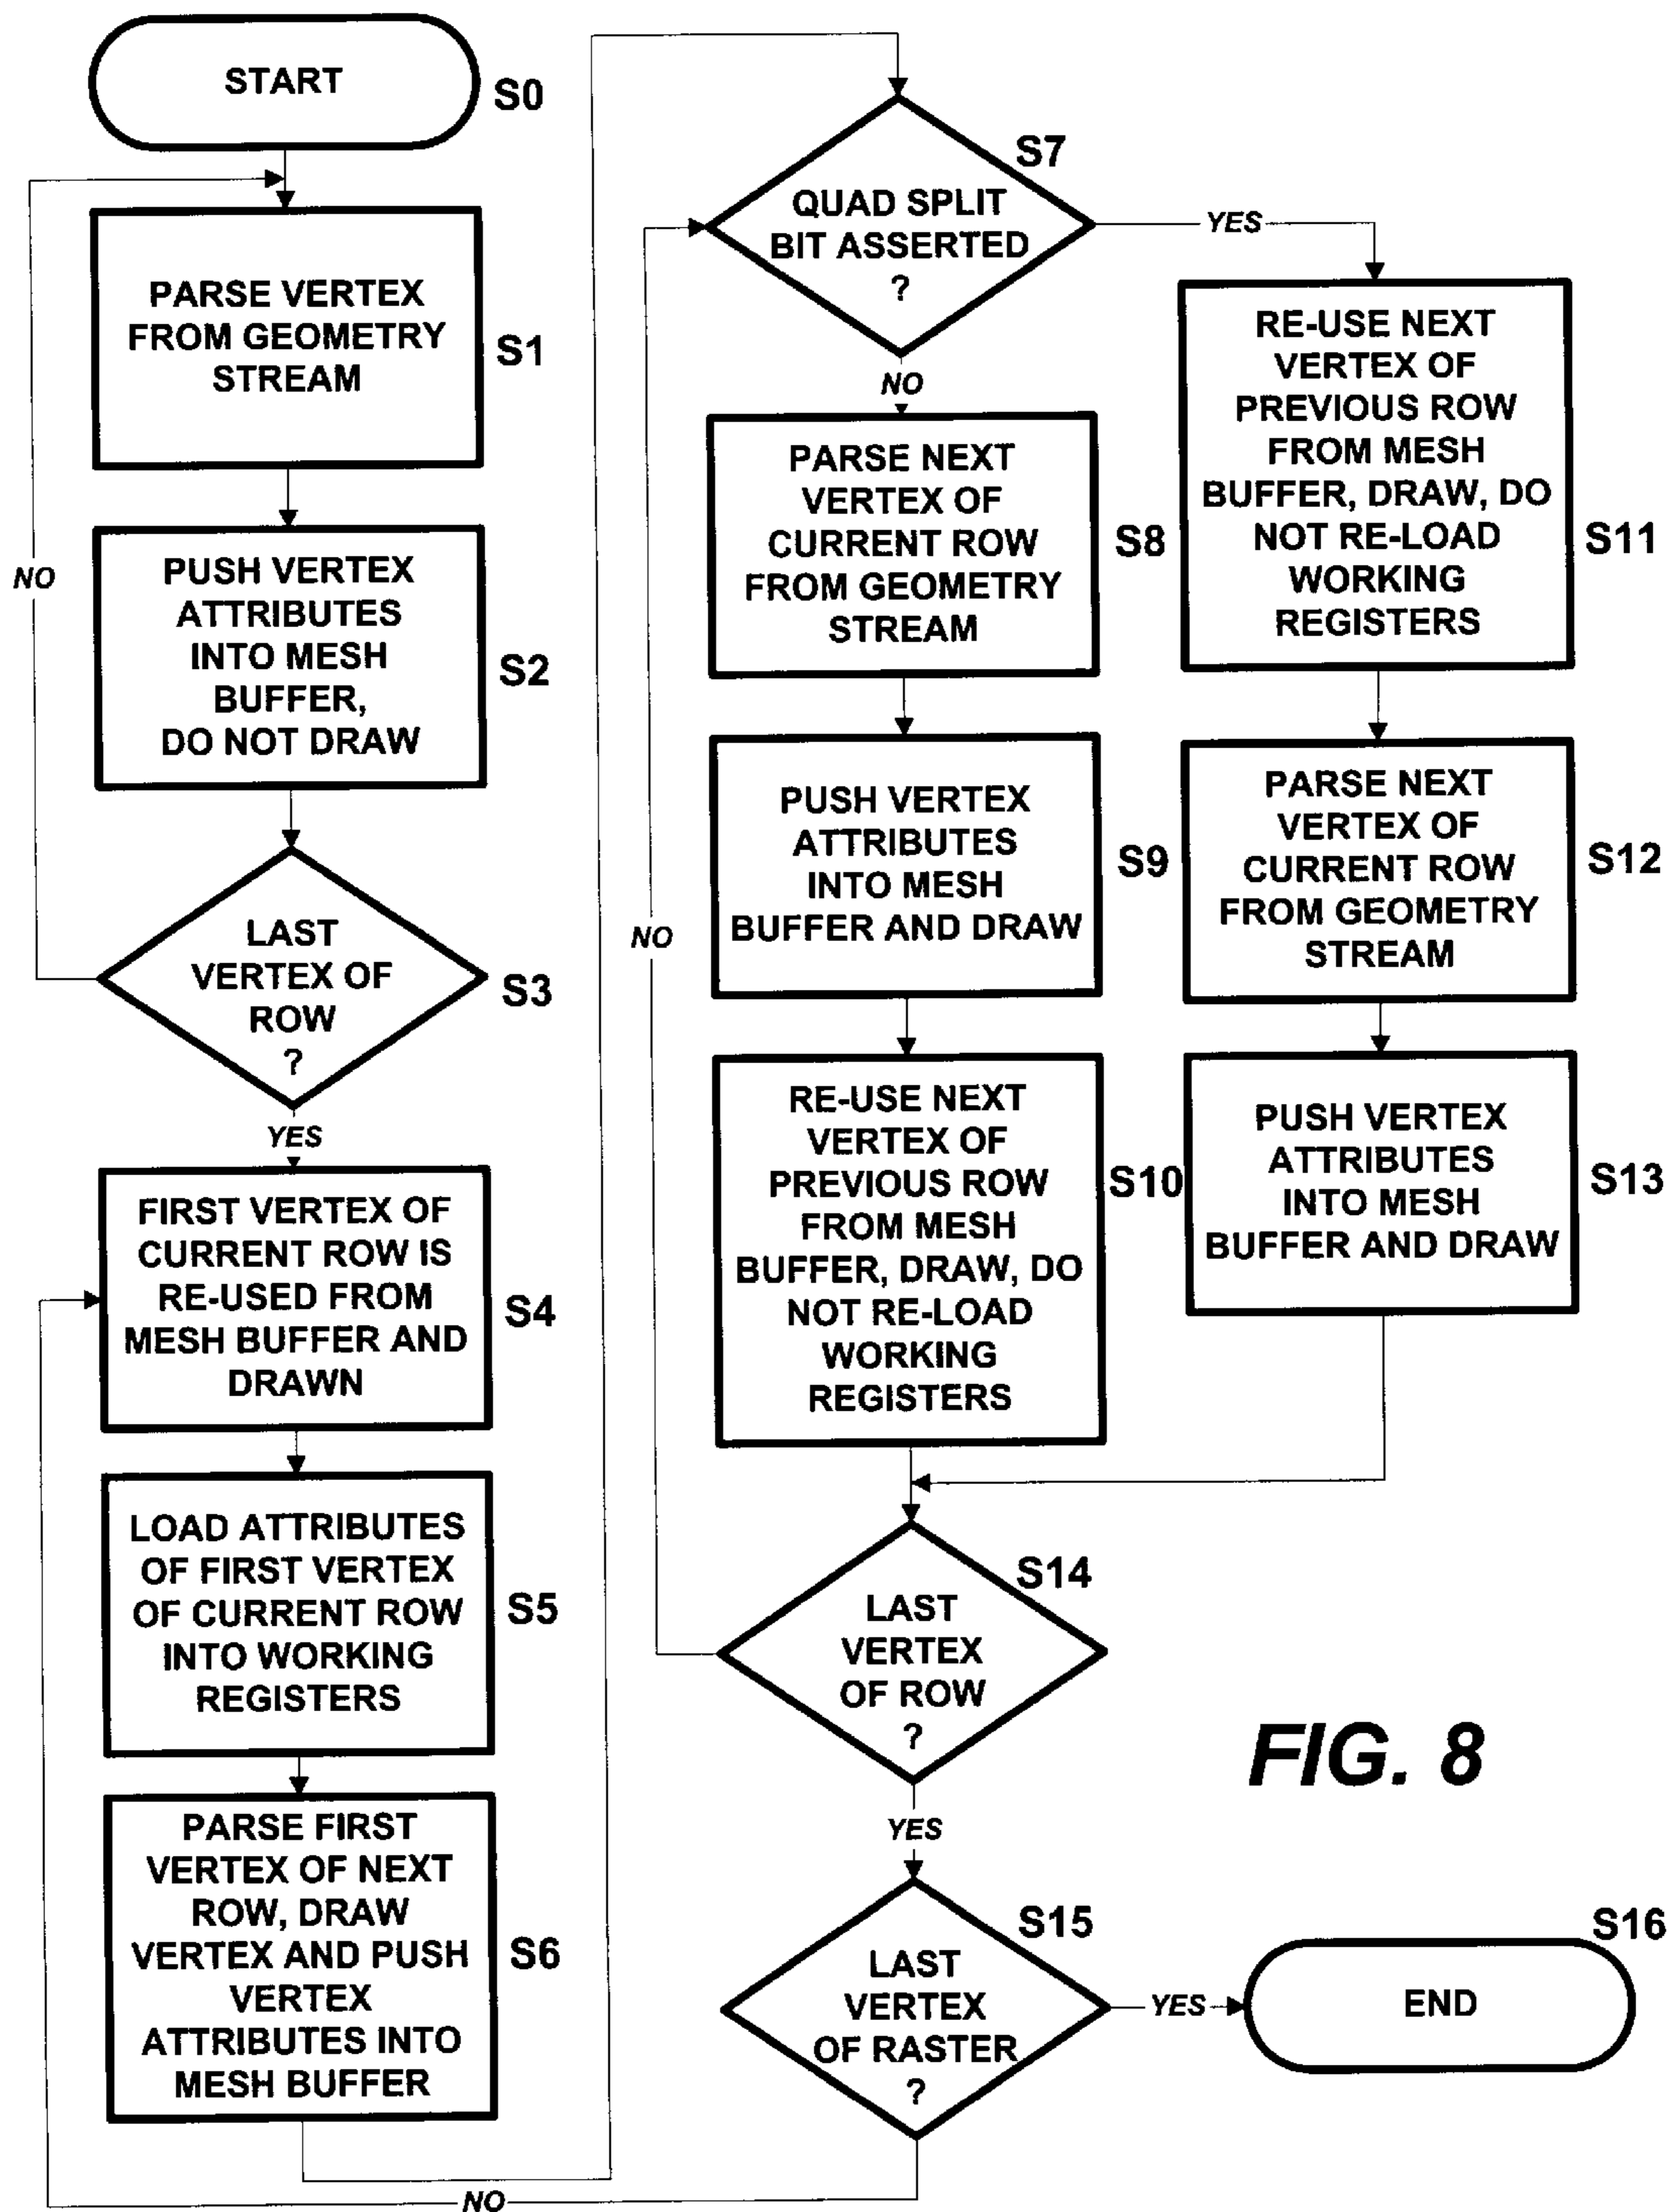 START
S0
PARSE VERTEX
FROM GEOMETRY
STREAM
S1
PUSH VERTEX
ATTRIBUTES
INTO MESH
BUFFER,
DO NOT DRAW
S2
NO
LAST
VERTEX OF
ROW
?
S3
YES
FIRST VERTEX OF
CURRENT ROW IS
RE-USED FROM
MESH BUFFER AND
DRAWN
S4
LOAD ATTRIBUTES
OF FIRST VERTEX
OF CURRENT ROW
INTO WORKING
REGISTERS
S5
PARSE FIRST
VERTEX OF NEXT
ROW, DRAW
VERTEX AND PUSH
VERTEX
ATTRIBUTES INTO
MESH BUFFER
S6
S7
QUAD SPLIT
BIT ASSERTED
?
YES
NO
PARSE NEXT
VERTEX OF
CURRENT ROW
FROM GEOMETRY
STREAM
S8
PUSH VERTEX
ATTRIBUTES
INTO MESH
BUFFER AND DRAW
S9
NO
RE-USE NEXT
VERTEX OF
PREVIOUS ROW
FROM MESH
BUFFER, DRAW, DO
NOT RE-LOAD
WORKING
REGISTERS
S10
RE-USE NEXT
VERTEX OF
PREVIOUS ROW
FROM MESH
BUFFER, DRAW, DO
NOT RE-LOAD
WORKING
REGISTERS
S11
PARSE NEXT
VERTEX OF
CURRENT ROW
FROM GEOMETRY
STREAM
S12
PUSH VERTEX
ATTRIBUTES
INTO MESH
BUFFER AND DRAW
S13
S14
LAST
VERTEX
OF ROW
?
YES
S15
LAST
VERTEX
OF RASTER
?
YES
NO
S16
END
FIG. 8